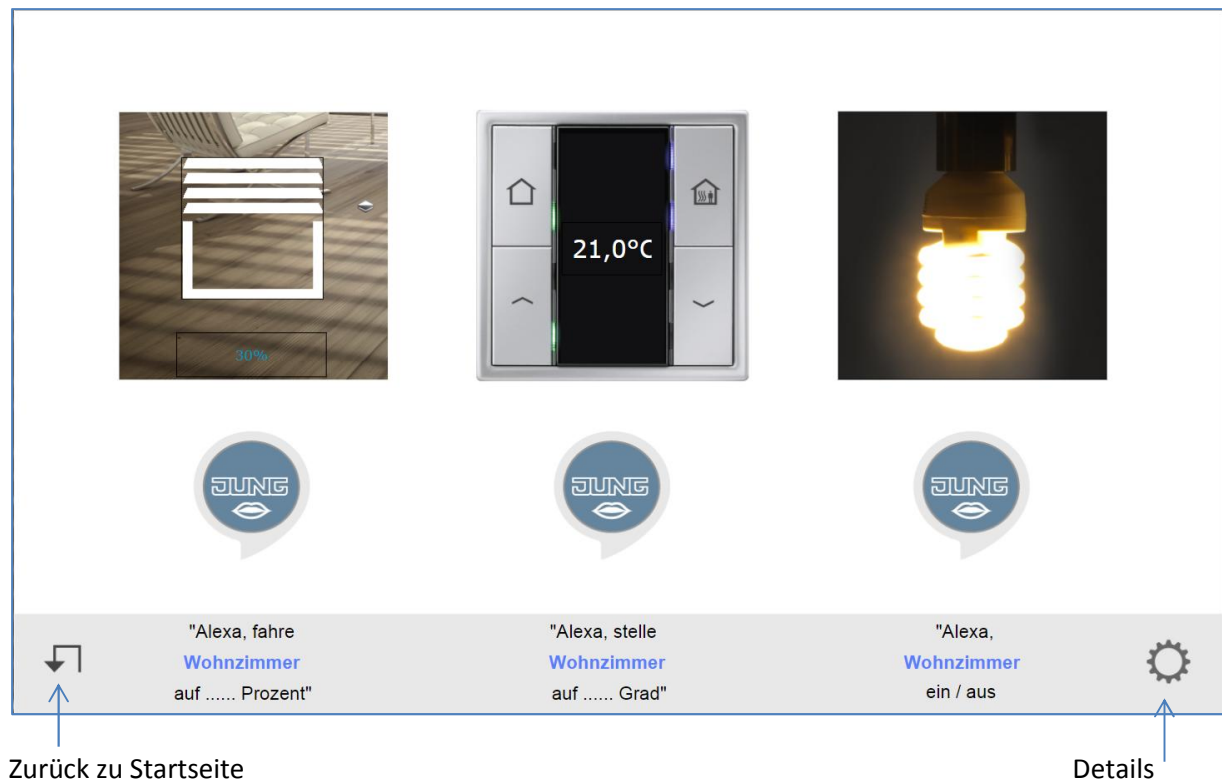 30%
21,0°C
JUNG
JUNG
JUNG
"Alexa, fahre
Wohnzimmer
auf ...... Prozent"
"Alexa, stelle
Wohnzimmer
auf ...... Grad"
"Alexa,
Wohnzimmer
ein / aus
Zurück zu Startseite
Details